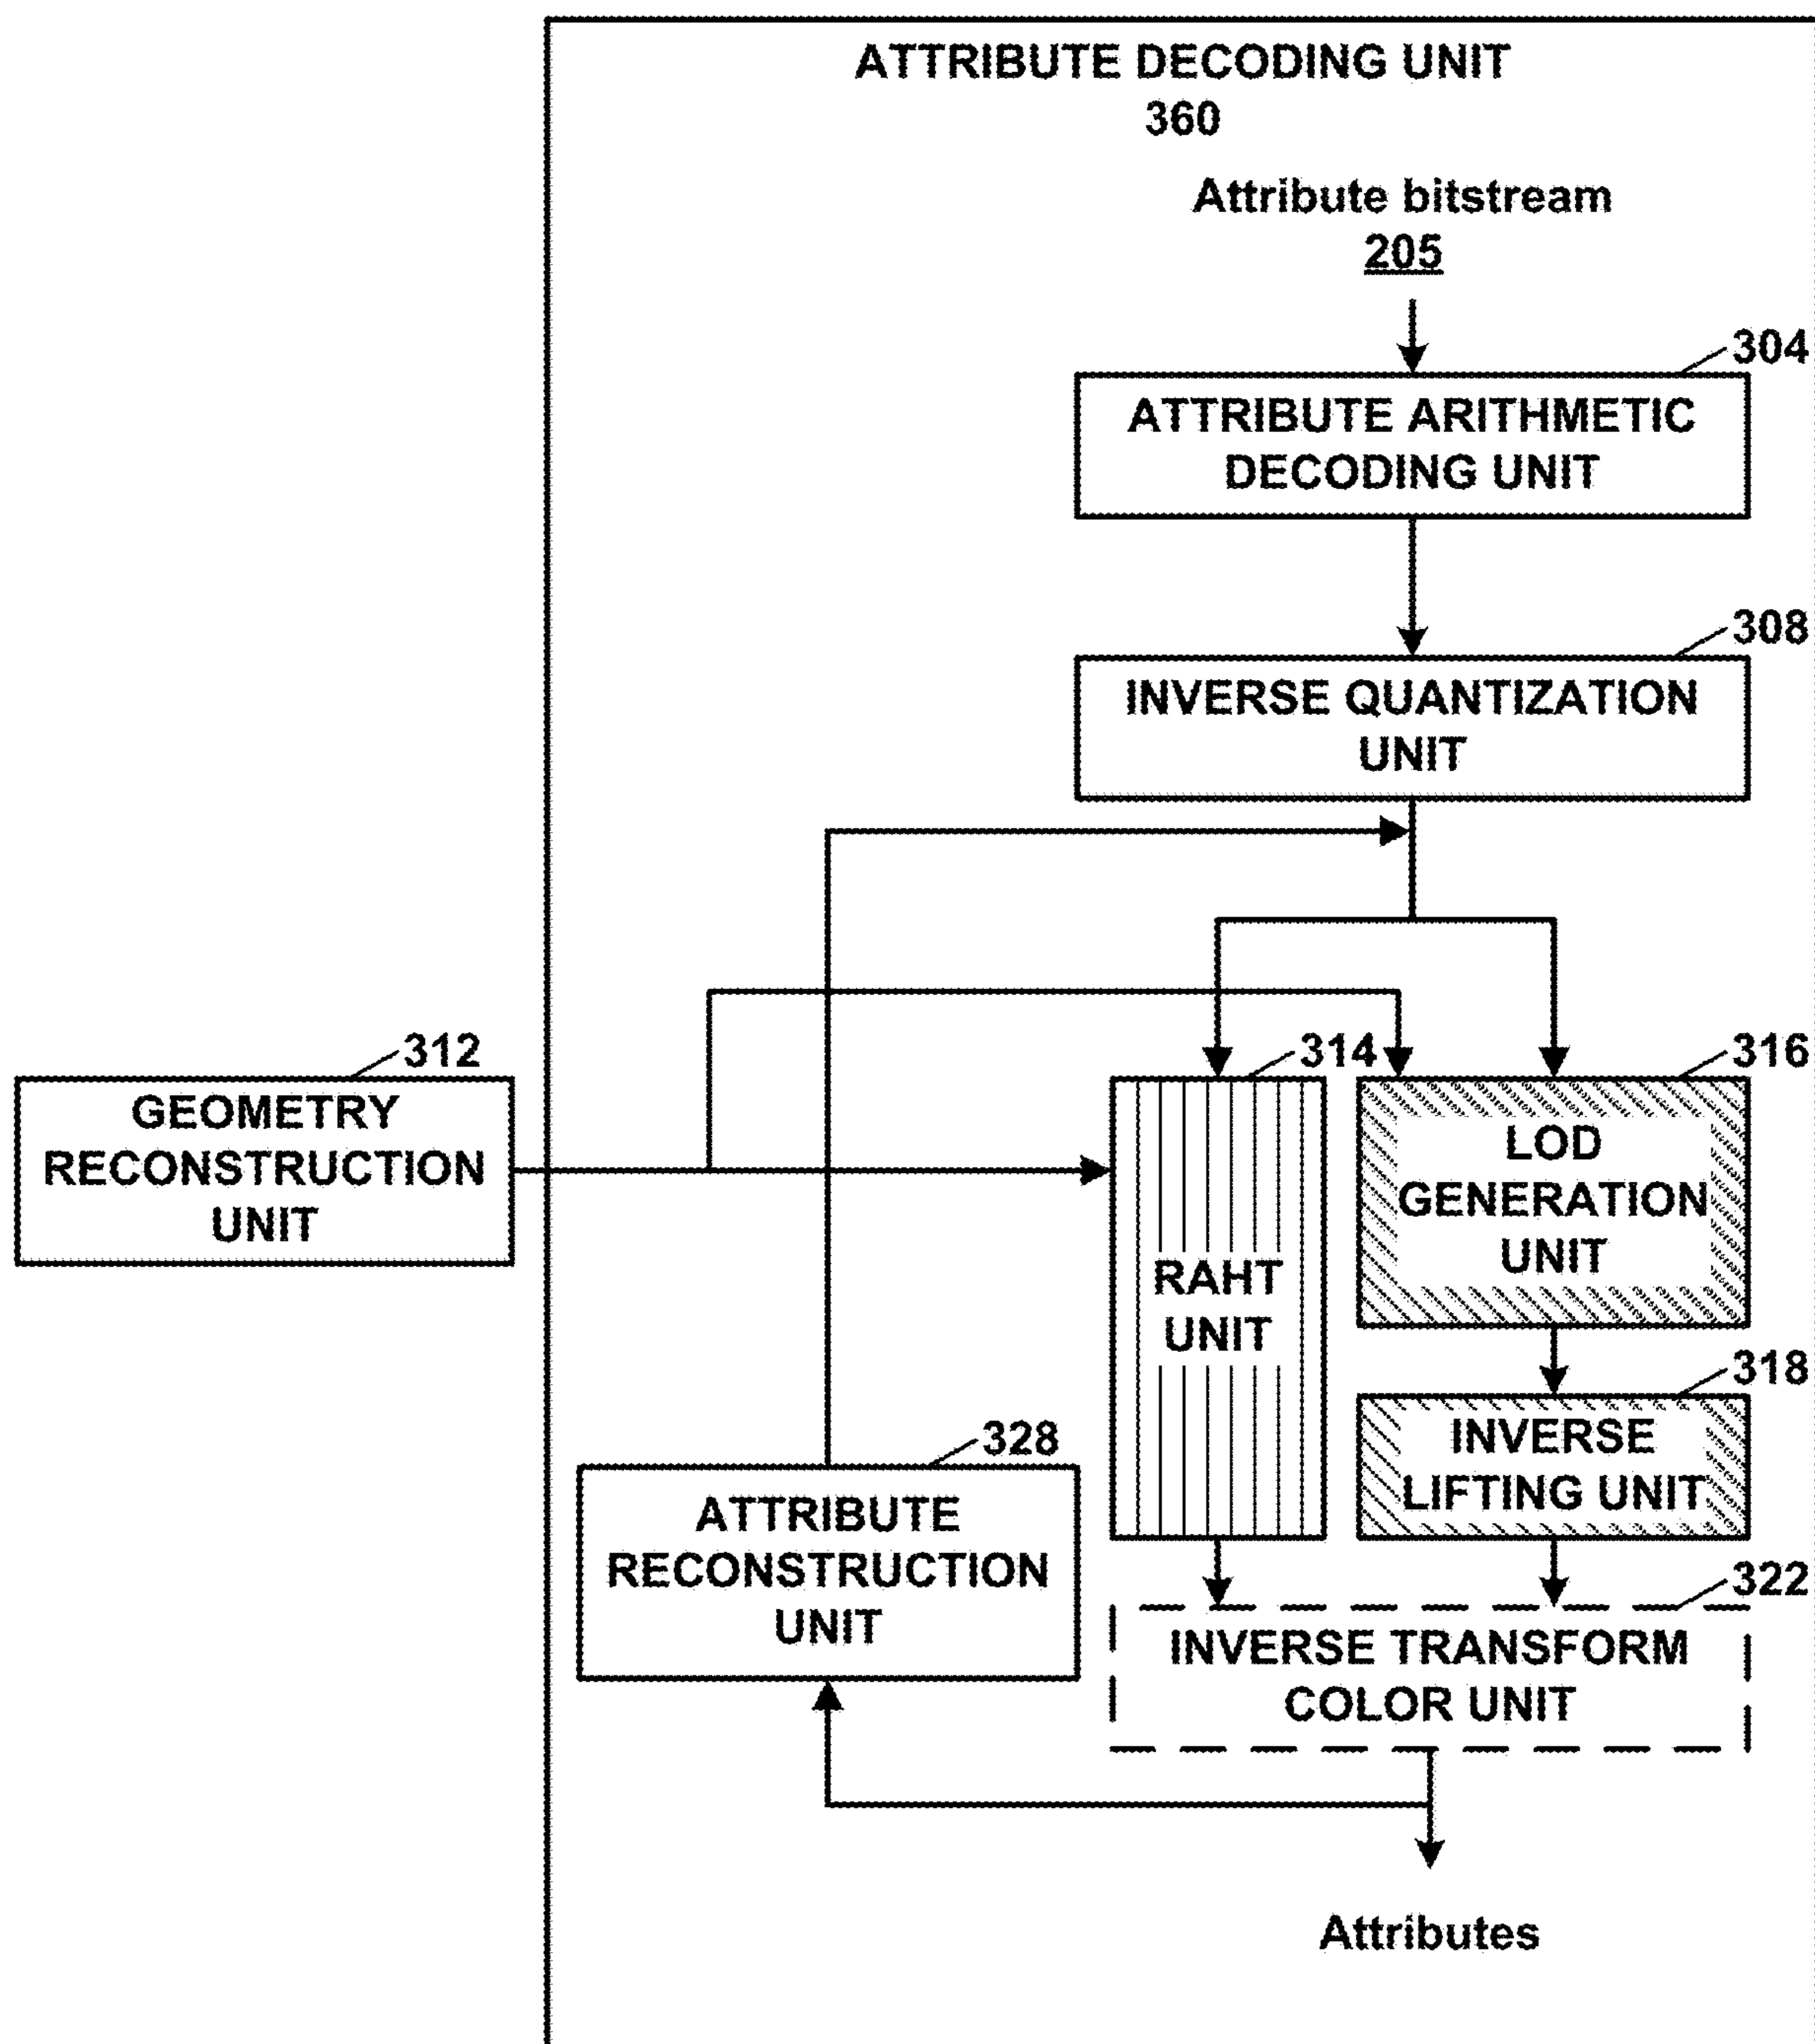 ATTRIBUTE DECODING UNIT
360
Attribute bitstream
205
304
ATTRIBUTE ARITHMETIC
DECODING UNIT
308
INVERSE QUANTIZATION
UNIT
312
GEOMETRY
RECONSTRUCTION
UNIT
314
RAHT
UNIT
316
LOD
GENERATION
UNIT
318
INVERSE
LIFTING UNIT
328
ATTRIBUTE
RECONSTRUCTION
UNIT
322
INVERSE TRANSFORM
COLOR UNIT
Attributes